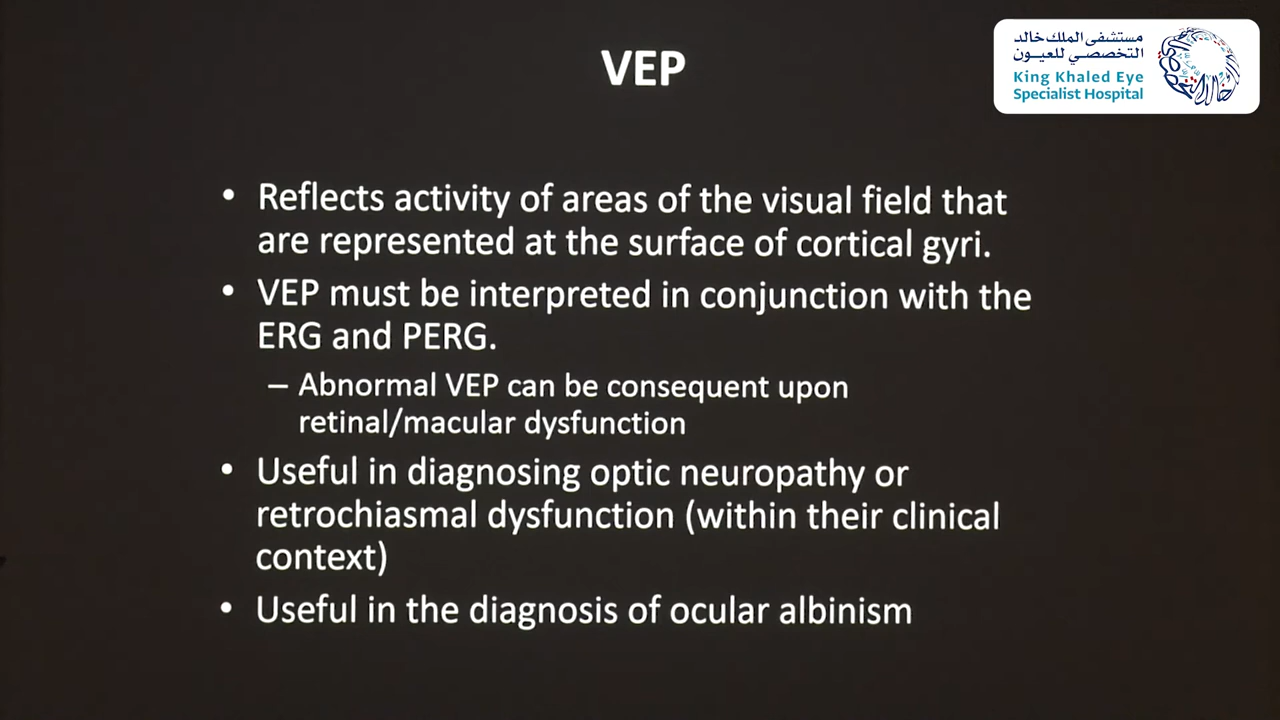 VEP
مستشفى الملك خالد
التخصصي للعيون
King Khaled Eye
Specialist Hospital
• Reflects activity of areas of the visual field that
are represented at the surface of cortical gyri.
• VEP must be interpreted in conjunction with the
ERG and PERG.
– Abnormal VEP can be consequent upon
retinal/macular dysfunction
• Useful in diagnosing optic neuropathy or
retrochiasmal dysfunction (within their clinical
context)
• Useful in the diagnosis of ocular albinism